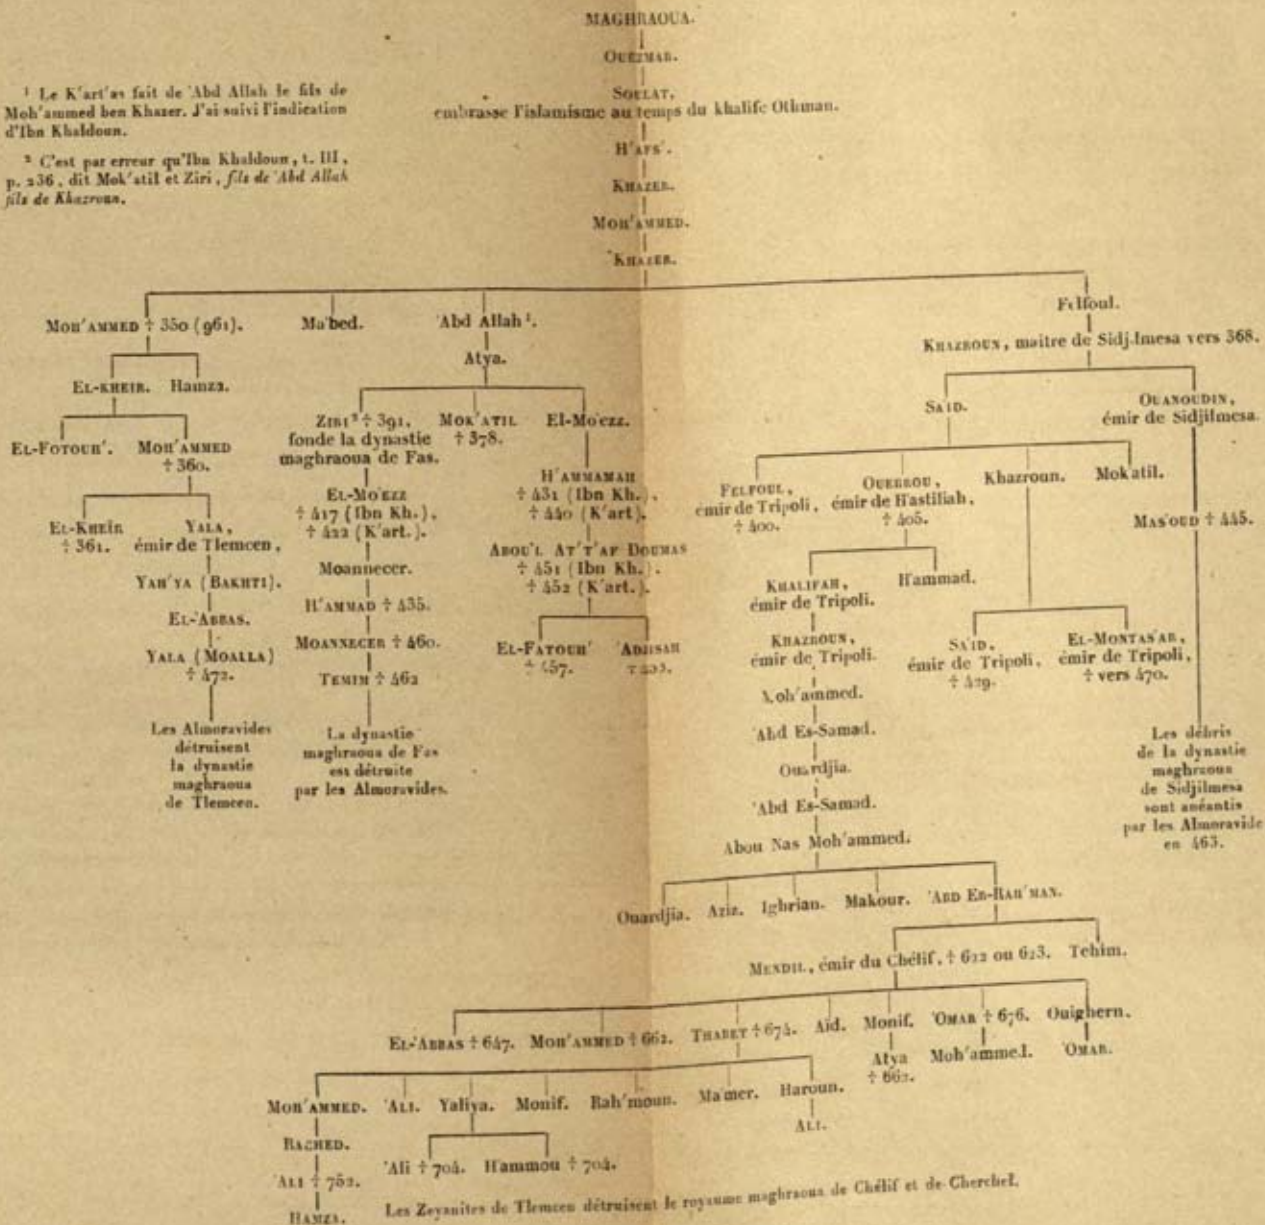 MAGHRAOUA.
OUEZMAR.
¹ Le K'art'as fait de 'Abd Allah le fils de
Moh'ammed ben Khazer. J'ai suivi l'indication
d'Ibn Khaldoun.
² C'est par erreur qu'Ibn Khaldoun, t. III,
p. 236, dit Mok'atil et Ziri, fils de 'Abd Allah
fils de Khazroun.
SOULAT,
embrasse l'islamisme au temps du khalife Othman.
H'AFS'.
KHAZER.
MOH'AMMED.
'KHAZER.
MOH'AMMED † 350 (961).
Ma'bed.
'Abd Allah¹.
Felfoul.
Atya.
KHAZROUN, maître de Sidjilmesa vers 368.
EL-KHEIR. Hamza.
ZIRI² † 391,
fonde la dynastie
maghraoua de Fas.
MOK'ATIL
† 378.
El-Mo'ezz.
SA'ID.
OUANOUDIN,
émir de Sidjilmesa.
EL-FOTOUH'.
MOH'AMMED
† 360.
EL-MO'EZZ
† 417 (Ibn Kh.),
† 422 (K'art.).
H'AMMAMAH
† 431 (Ibn Kh.),
† 440 (K'art).
FELFOUL,
émir de Tripoli,
† 400.
OUERROU,
émir de H'astiliah,
† 405.
Khazroun.
Mok'atil.
EL-KHEÏR
† 361.
YALA,
émir de Tlemcen,
Moannecer.
ABOU'L AT'T'AF DOUMAS
† 451 (Ibn Kh.).
† 452 (K'art.).
MAS'OUD † 445.
YAH'YA (BAKHTI).
H'AMMAD † 435.
KHALIFAH,
émir de Tripoli.
H'ammad.
EL-'ABBAS.
MOANNECER † 460.
EL-FATOUH'
† 457.
'ADJISAH
KHAZROUN,
émir de Tripoli.
SA'ID,
émir de Tripoli,
† 429.
EL-MONTAS'AR,
émir de Tripoli,
† vers 470.
YALA (MOALLA)
† 472.
TEMIM † 462
Moh'ammed.
Les Almoravides
détruisent
la dynastie
maghraoua
de Tlemcen.
La dynastie
maghraoua de Fas
est détruite
par les Almoravides.
'Abd Es-Samad.
Ouardjia.
'Abd Es-Samad.
Abou Nas Moh'ammed.
Les débris
de la dynastie
maghraoua
de Sidjilmesa
sont anéantis
par les Almoravide
en 463.
Ouardjia. Aziz. Ighrian. Makour. 'ABD ER-RAH'MAN.
MENDIL, émir du Chélif, † 622 ou 623. Tehim.
EL-'ABBAS † 647. MOH'AMMED † 662. THABET † 674. Aïd. Monif. 'OMAR † 676. Ouighern.
Atya
† 662.
Moh'ammed.
'OMAR.
MOH'AMMED. 'ALI. Yahya. Monif. Rah'moun. Ma'mer. Haroun.
ALI.
RACHED.
'Ali † 704. H'ammou † 704.
'ALI † 752.
HAMZA.
Les Zeyanites de Tlemcen détruisent le royaume maghraoua de Chélif et de Cherchel.